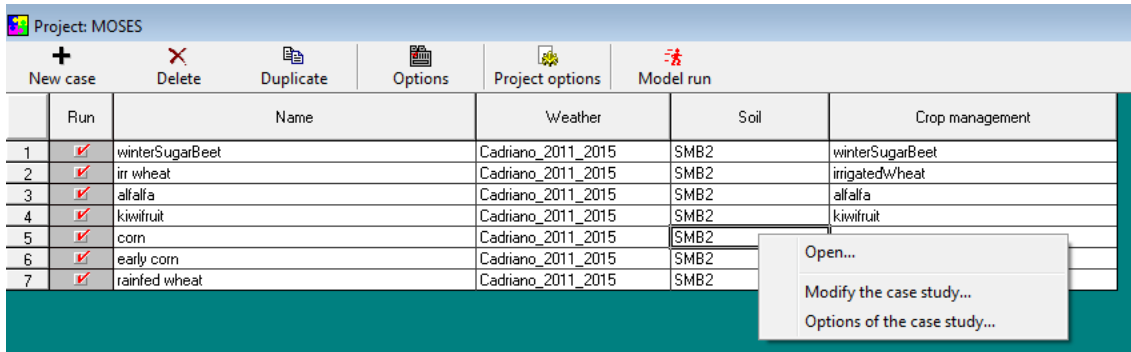 Project: MOSES
New case Delete Duplicate Options Project options Model run
Run Name Weather Soil Crop management
1 winterSugarBeet Cadriano_2011_2015 SMB2 winterSugarBeet
2 irr wheat Cadriano_2011_2015 SMB2 irrigatedWheat
3 alfalfa Cadriano_2011_2015 SMB2 alfalfa
4 kiwifruit Cadriano_2011_2015 SMB2 kiwifruit
5 corn Cadriano_2011_2015 SMB2
6 early corn Cadriano_2011_2015 SMB2
7 rainfed wheat Cadriano_2011_2015 SMB2
Open...
Modify the case study...
Options of the case study...